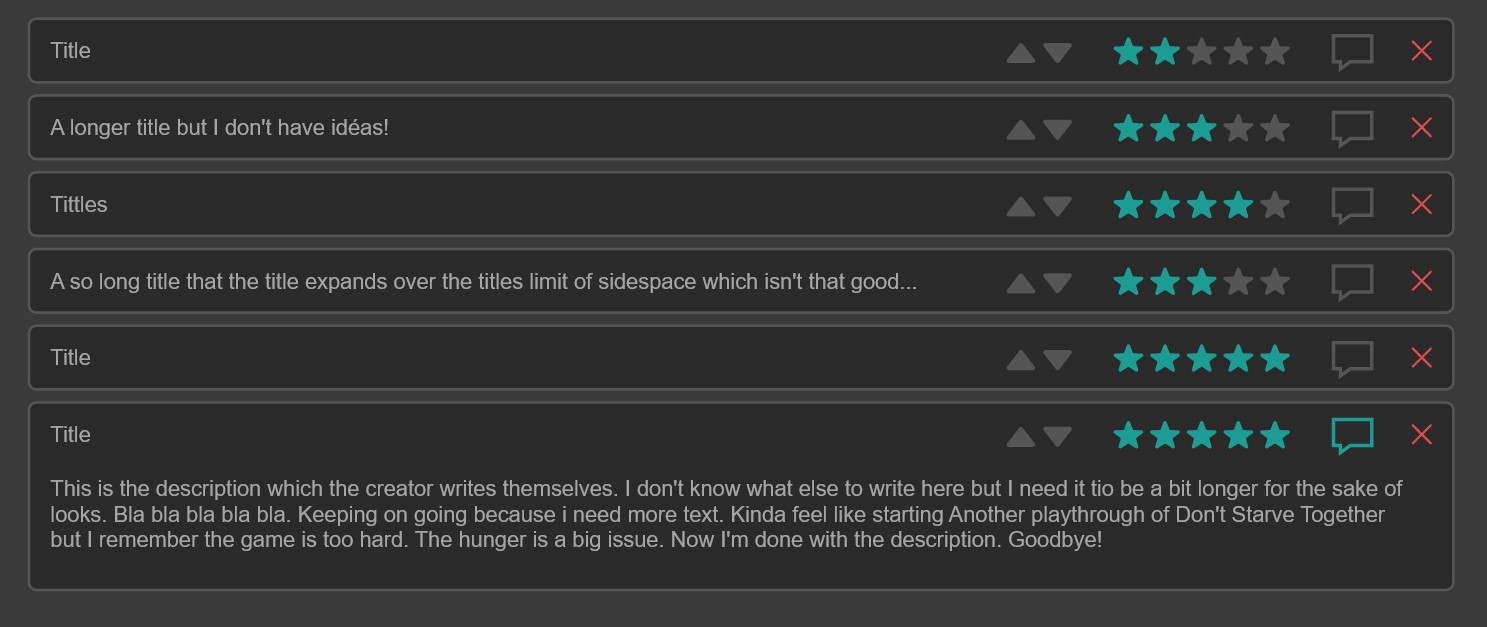 Title
A longer title but I don't have idéas!
Tittles
A so long title that the title expands over the titles limit of sidespace which isn't that good...
Title
Title
This is the description which the creator writes themselves. I don't know what else to write here but I need it tio be a bit longer for the sake of
looks. Bla bla bla bla bla. Keeping on going because i need more text. Kinda feel like starting Another playthrough of Don't Starve Together
but I remember the game is too hard. The hunger is a big issue. Now I'm done with the description. Goodbye!